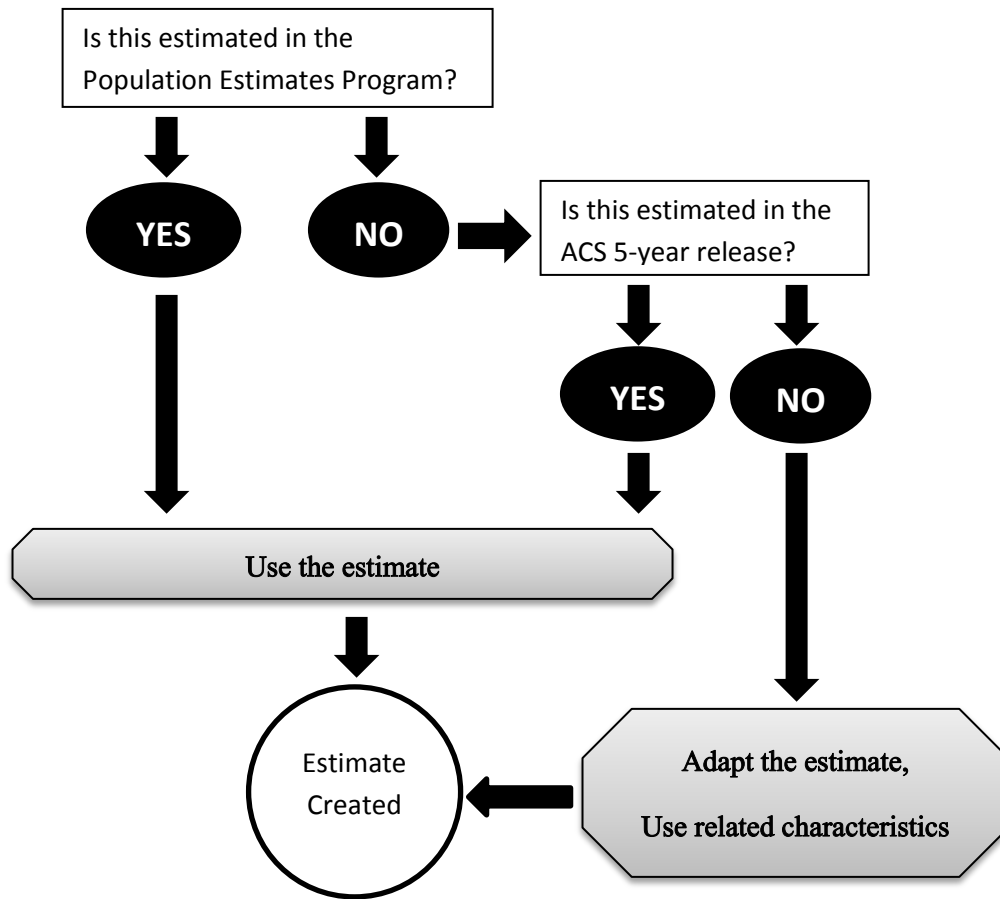 Is this estimated in the
Population Estimates Program?
YES
NO
Is this estimated in the
ACS 5-year release?
YES
NO
Use the estimate
Estimate
Created
Adapt the estimate,
Use related characteristics